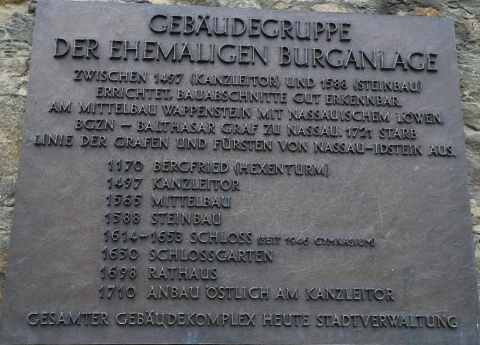 GEBÄUDEGRUPPE
DER EHEMALIGEN BURGANLAGE
ZWISCHEN 1497 (KANZLEITOR) UND 1588 (STEINBAU)
ERRICHTET, BAUABSCHNITTE GUT ERKENNBAR.
AM MITTELBAU WAPPENSTEIN MIT NASSAUISCHEM LÖWEN.
BGZN – BALTHASAR GRAF ZU NASSAU. 1721 STARB
LINIE DER GRAFEN UND FÜRSTEN VON NASSAU-IDSTEIN AUS.
1170 BERGFRIED (HEXENTURM)
1497 KANZLEITOR
1565 MITTELBAU
1588 STEINBAU
1614–1653 SCHLOSS (SEIT 1946 GYMNASIUM)
1650 SCHLOSSGARTEN
1698 RATHAUS
1710 ANBAU ÖSTLICH AM KANZLEITOR
GESAMTER GEBÄUDEKOMPLEX HEUTE STADTVERWALTUNG